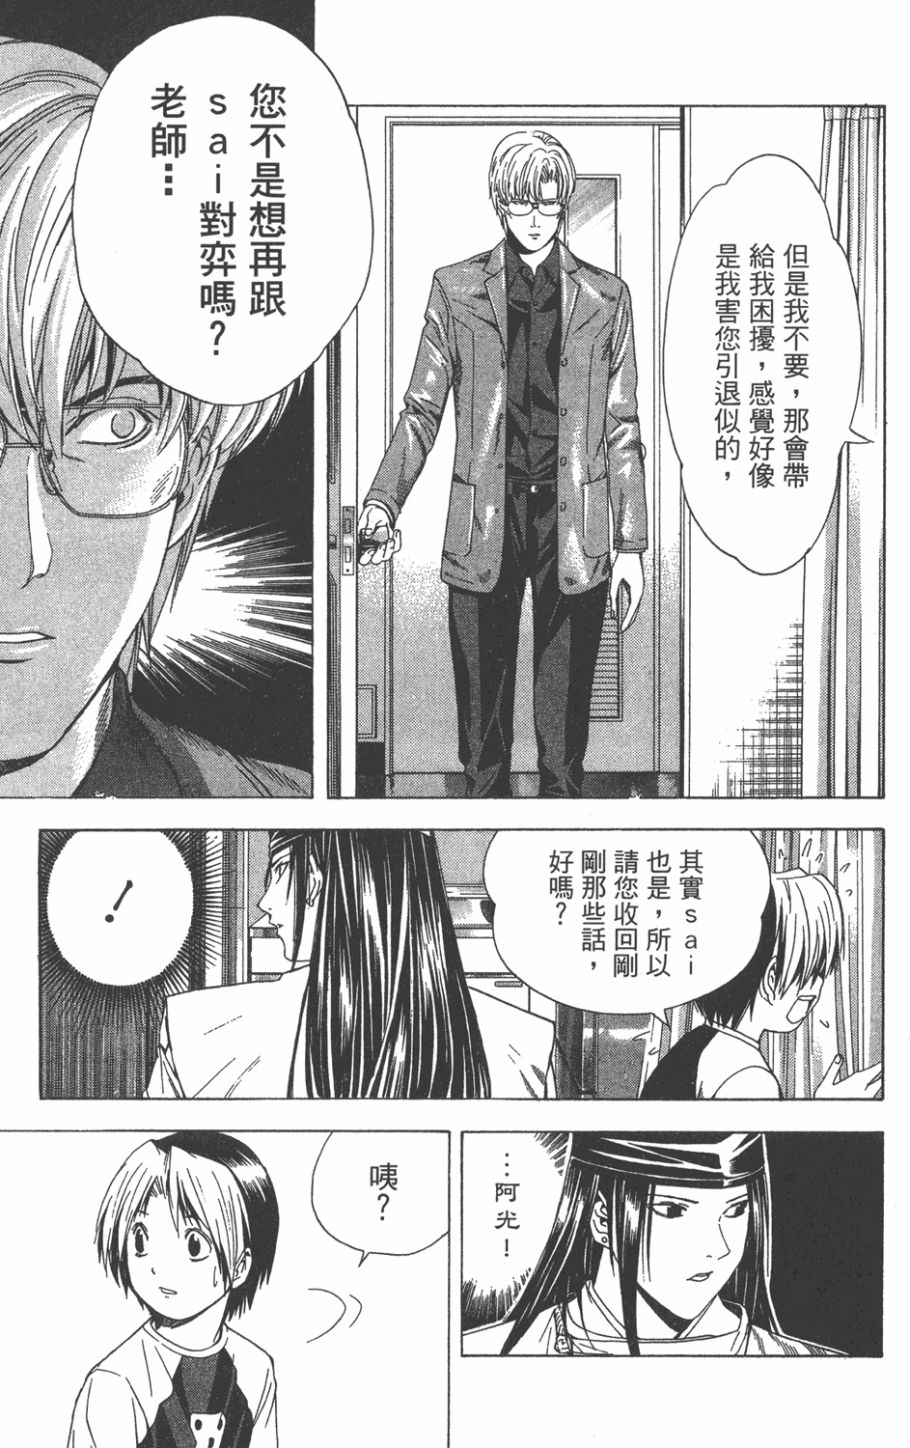 但是我不要，那會帶
給我困擾，感覺好像
是我害您引退似的，
您不是想再跟
sai對弈嗎？
老師…
其實sai
也是，所以
請您收回剛
剛那些話，
好嗎？
！
…阿光！
咦？